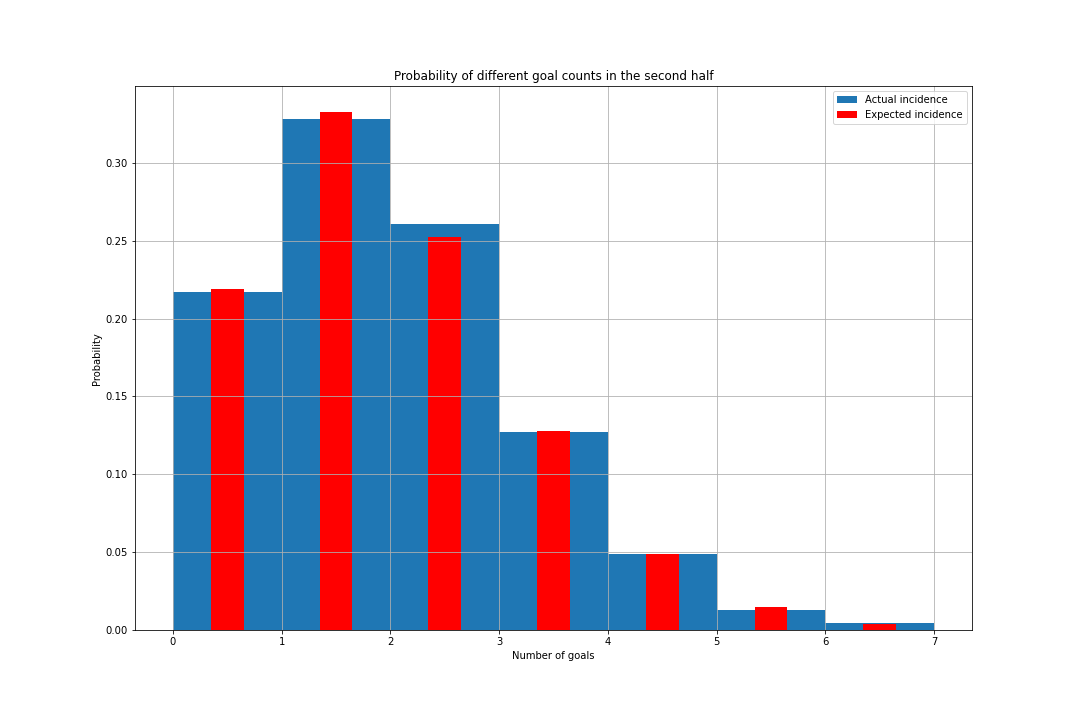 Probability of different goal counts in the second half
Actual incidence
Expected incidence
Probability
0.30
0.25
0.20
0.15
0.10
0.05
0.00
0 1 2 3 4 5 6 7
Number of goals